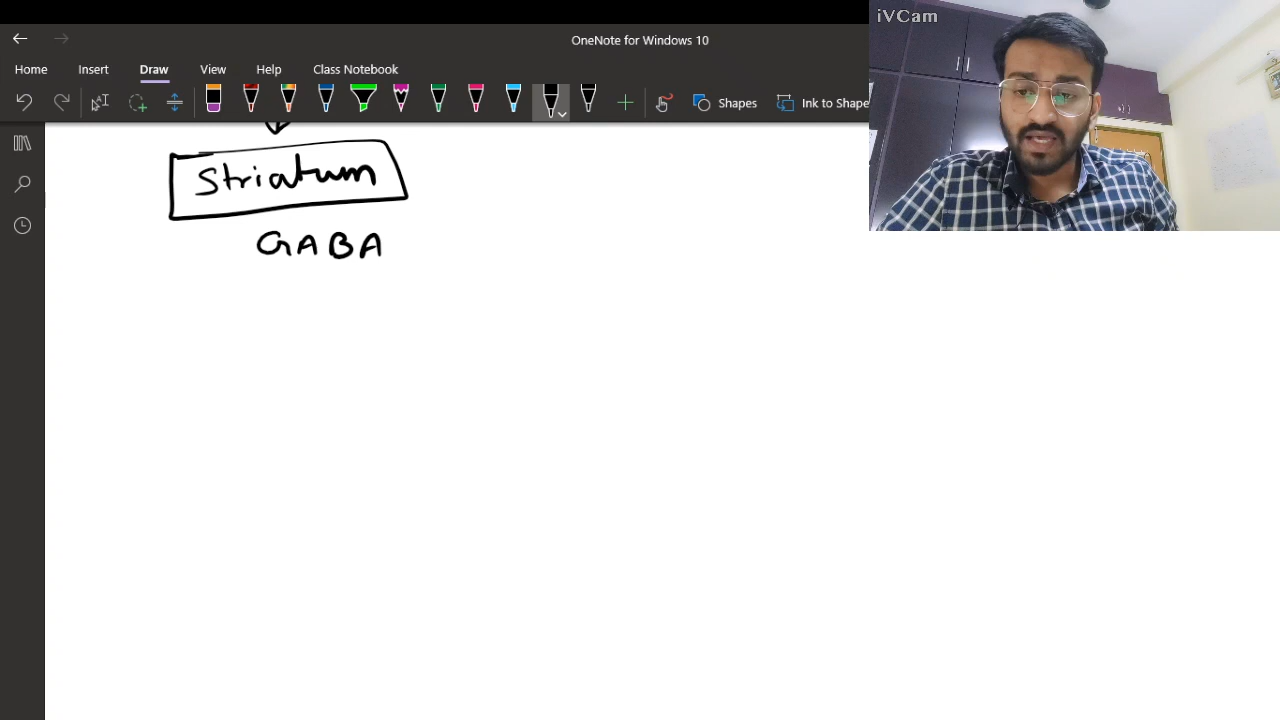 iVCam
OneNote for Windows 10
Home Insert Draw View Help Class Notebook
Shapes Ink to Shape
Striatum
GABA